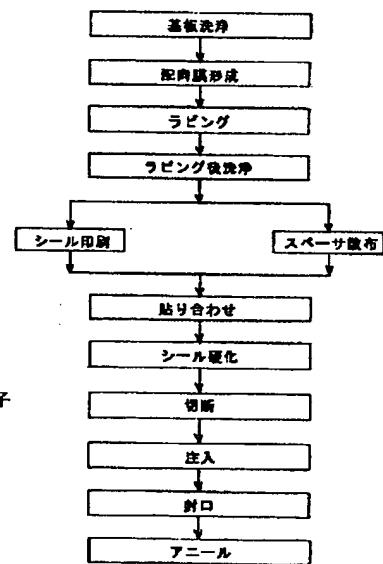 基板洗浄
配向膜形成
ラビング
ラビング後洗浄
シール印刷
スペーサ散布
貼り合わせ
シール硬化
子
切断
注入
封口
アニール